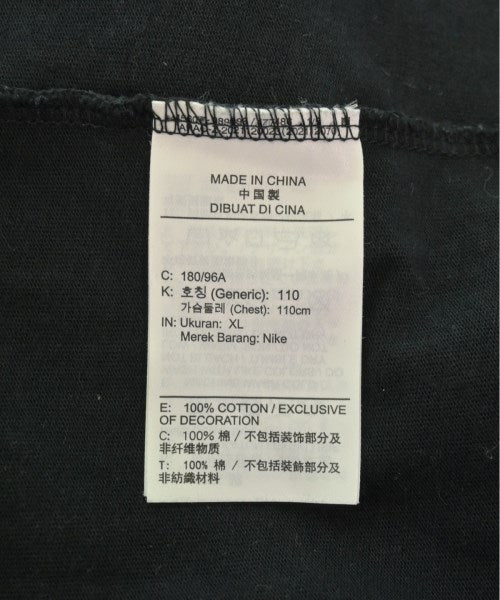 MADE IN CHINA
中国製
DIBUAT DI CINA
C: 180/96A
K: 호칭 (Generic): 110
가슴둘레 (Chest): 110cm
IN: Ukuran: XL
Merek Barang: Nike
E: 100% COTTON / EXCLUSIVE
OF DECORATION
C: 100% 棉 / 不包括装饰部分及
非纤维物质
T: 100% 棉 / 不包括裝飾部分及
非紡織材料